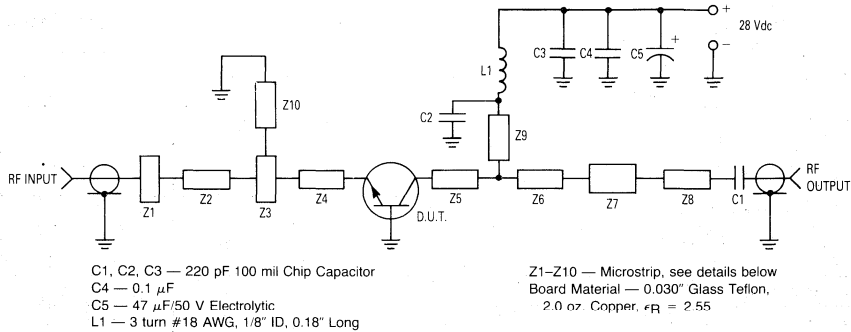 +
28 Vdc
−
C3
C4
C5
+
L1
Z10
C2
Z9
RF INPUT
Z1
Z2
Z3
Z4
D.U.T.
Z5
Z6
Z7
Z8
C1
RF
OUTPUT
C1, C2, C3 — 220 pF 100 mil Chip Capacitor
C4 — 0.1 μF
C5 — 47 μF/50 V Electrolytic
L1 — 3 turn #18 AWG, 1/8″ ID, 0.18″ Long
Z1–Z10 — Microstrip, see details below
Board Material — 0.030″ Glass Teflon,
2.0 oz. Copper, ϵR = 2.55